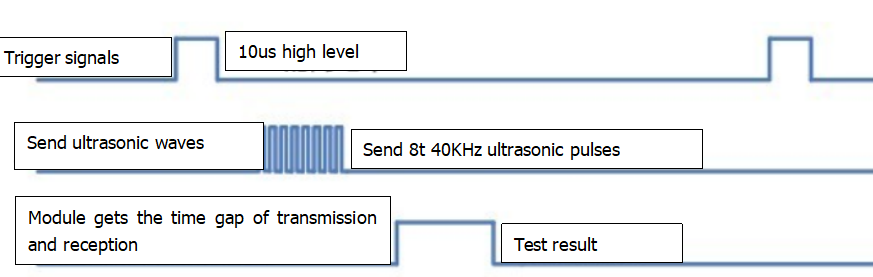 Trigger signals
10us high level
Send ultrasonic waves
Send 8t 40KHz ultrasonic pulses
Module gets the time gap of transmission
and reception
Test result